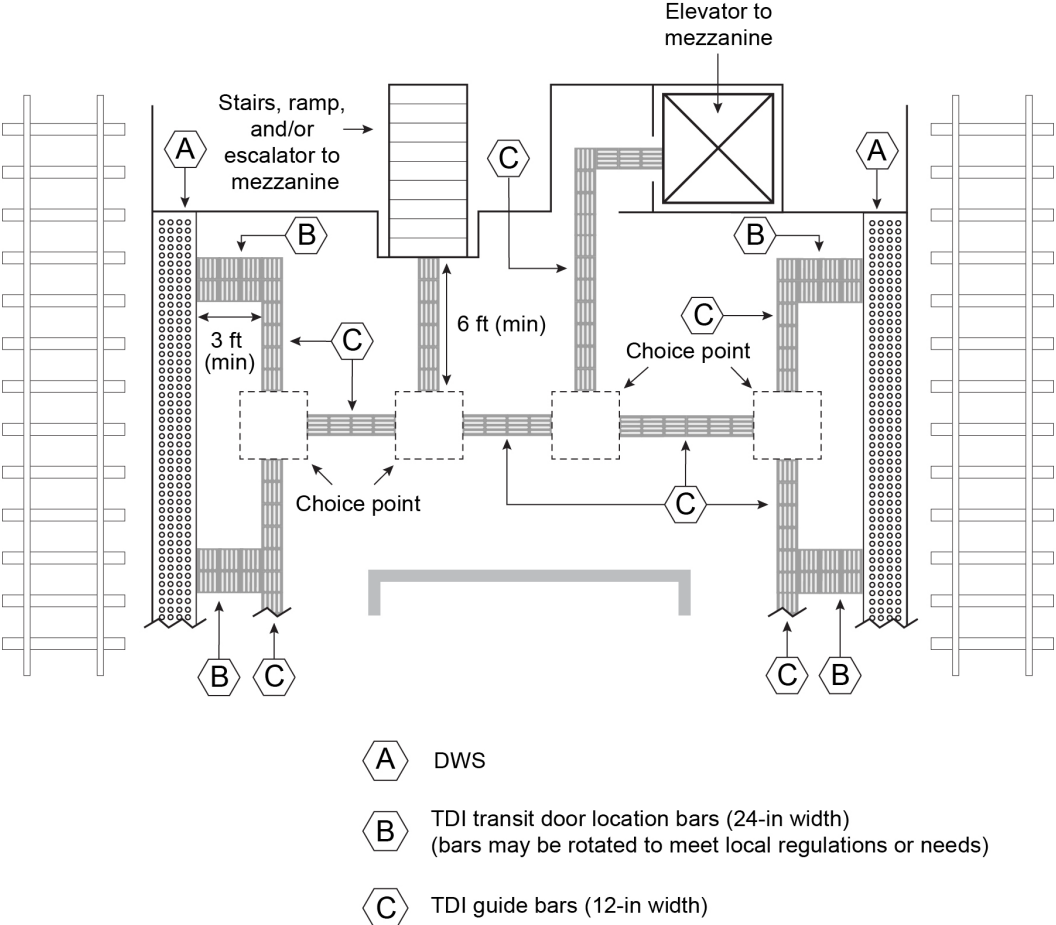 Elevator to
mezzanine
Stairs, ramp,
and/or
escalator to
mezzanine
A
C
A
B
B
6 ft (min)
3 ft
(min)
C
C
Choice point
Choice point
C
B
C
C
B
A DWS
B TDI transit door location bars (24-in width)
(bars may be rotated to meet local regulations or needs)
C TDI guide bars (12-in width)